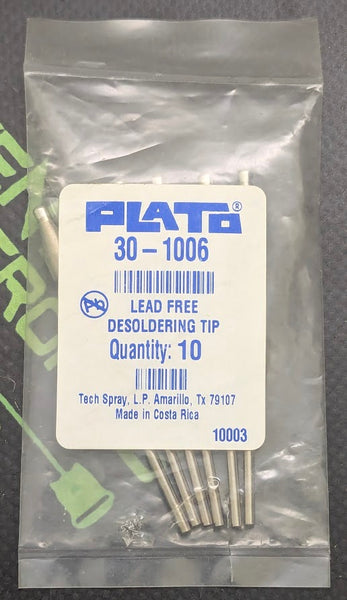 PLATO®
30-1006
Pb
LEAD FREE
DESOLDERING TIP
Quantity: 10
Tech Spray, L.P. Amarillo, Tx 79107
Made in Costa Rica
10003